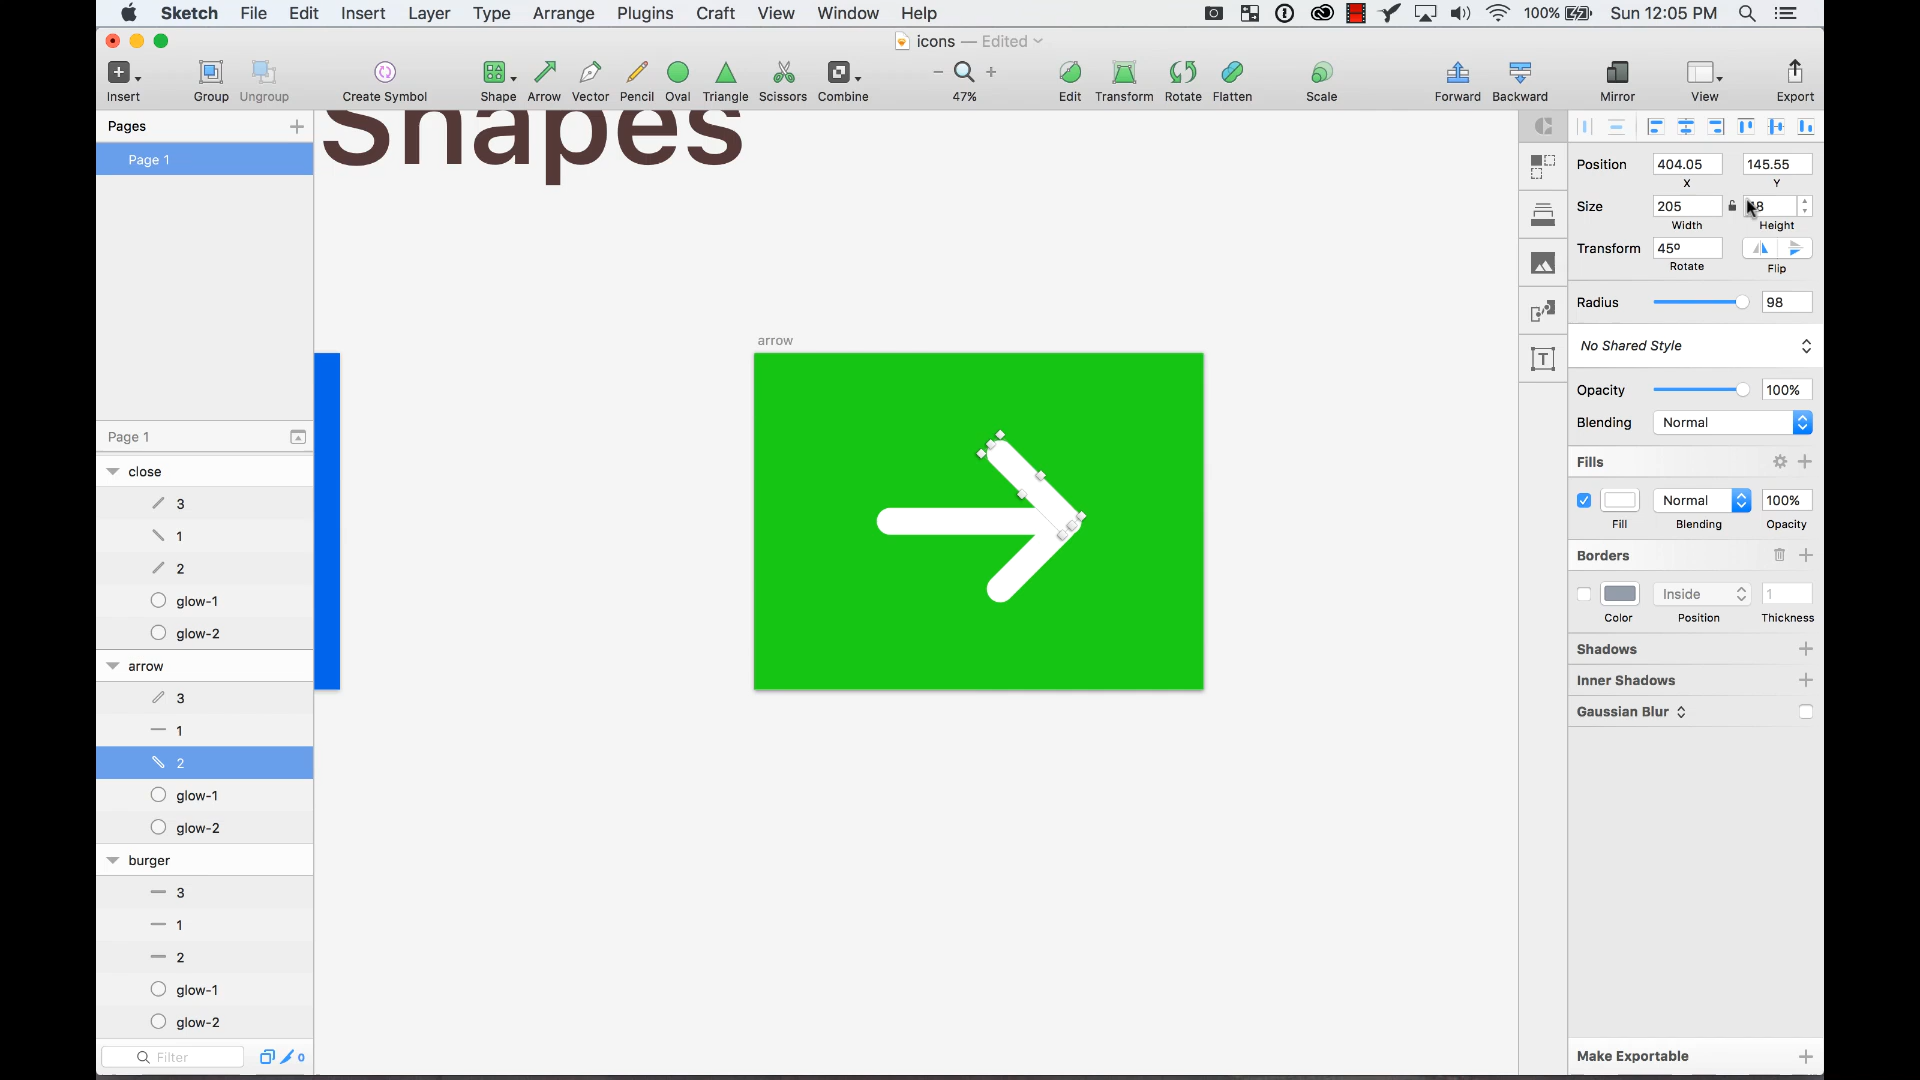 Sketch File Edit Insert Layer Type Arrange Plugins Craft View Window Help 100% Sun 12:05 PM
icons — Edited
Insert Group Ungroup Create Symbol Shape Arrow Vector Pencil Oval Triangle Scissors Combine 47% Edit Transform Rotate Flatten Scale Forward Backward Mirror View Export
Pages
Page 1
Page 1
close
3
1
2
glow-1
glow-2
arrow
3
1
2
glow-1
glow-2
burger
3
1
2
glow-1
glow-2
Filter 0
Shapes
arrow
T
Position 404.05 145.55
X Y
Size 205
Width Height
Transform 45º
Rotate Flip
Radius 98
No Shared Style
Opacity 100%
Blending Normal
Fills
Normal 100%
Fill Blending Opacity
Borders
Inside 1
Color Position Thickness
Shadows
Inner Shadows
Gaussian Blur
Make Exportable